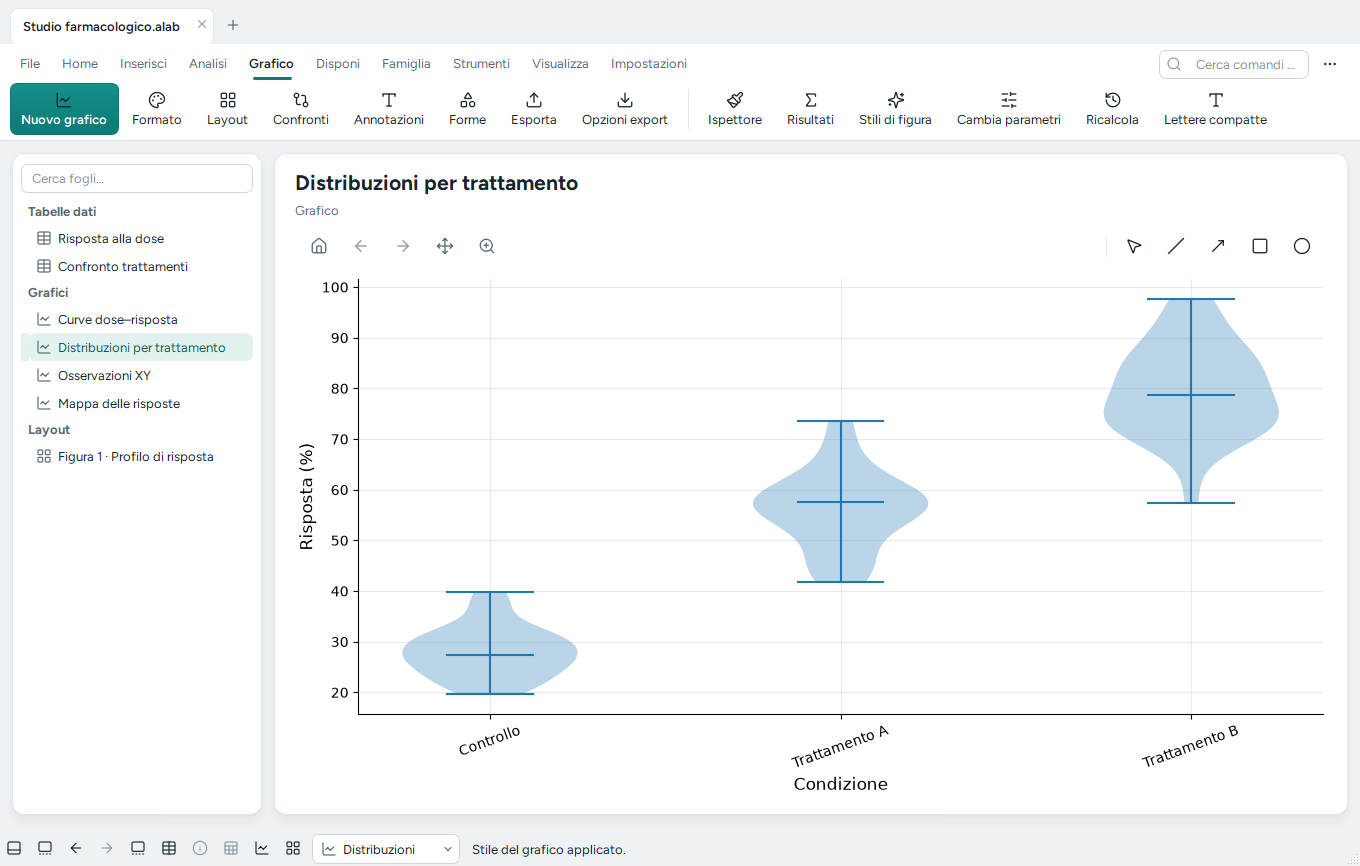 Studio farmacologico.alab
File Home Inserisci Analisi Grafico Disponi Famiglia Strumenti Visualizza Impostazioni Cerca comandi ...
Nuovo grafico Formato Layout Confronti Annotazioni Forme Esporta Opzioni export Ispettore Risultati Stili di figura Cambia parametri Ricalcola Lettere compatte
Cerca fogli...
Tabelle dati
Risposta alla dose
Confronto trattamenti
Grafici
Curve dose–risposta
Distribuzioni per trattamento
Osservazioni XY
Mappa delle risposte
Layout
Figura 1 · Profilo di risposta
Distribuzioni per trattamento
Grafico
100
90
80
70
60
50
40
30
20
Risposta (%)
Controllo Trattamento A Trattamento B
Condizione
Distribuzioni Stile del grafico applicato.